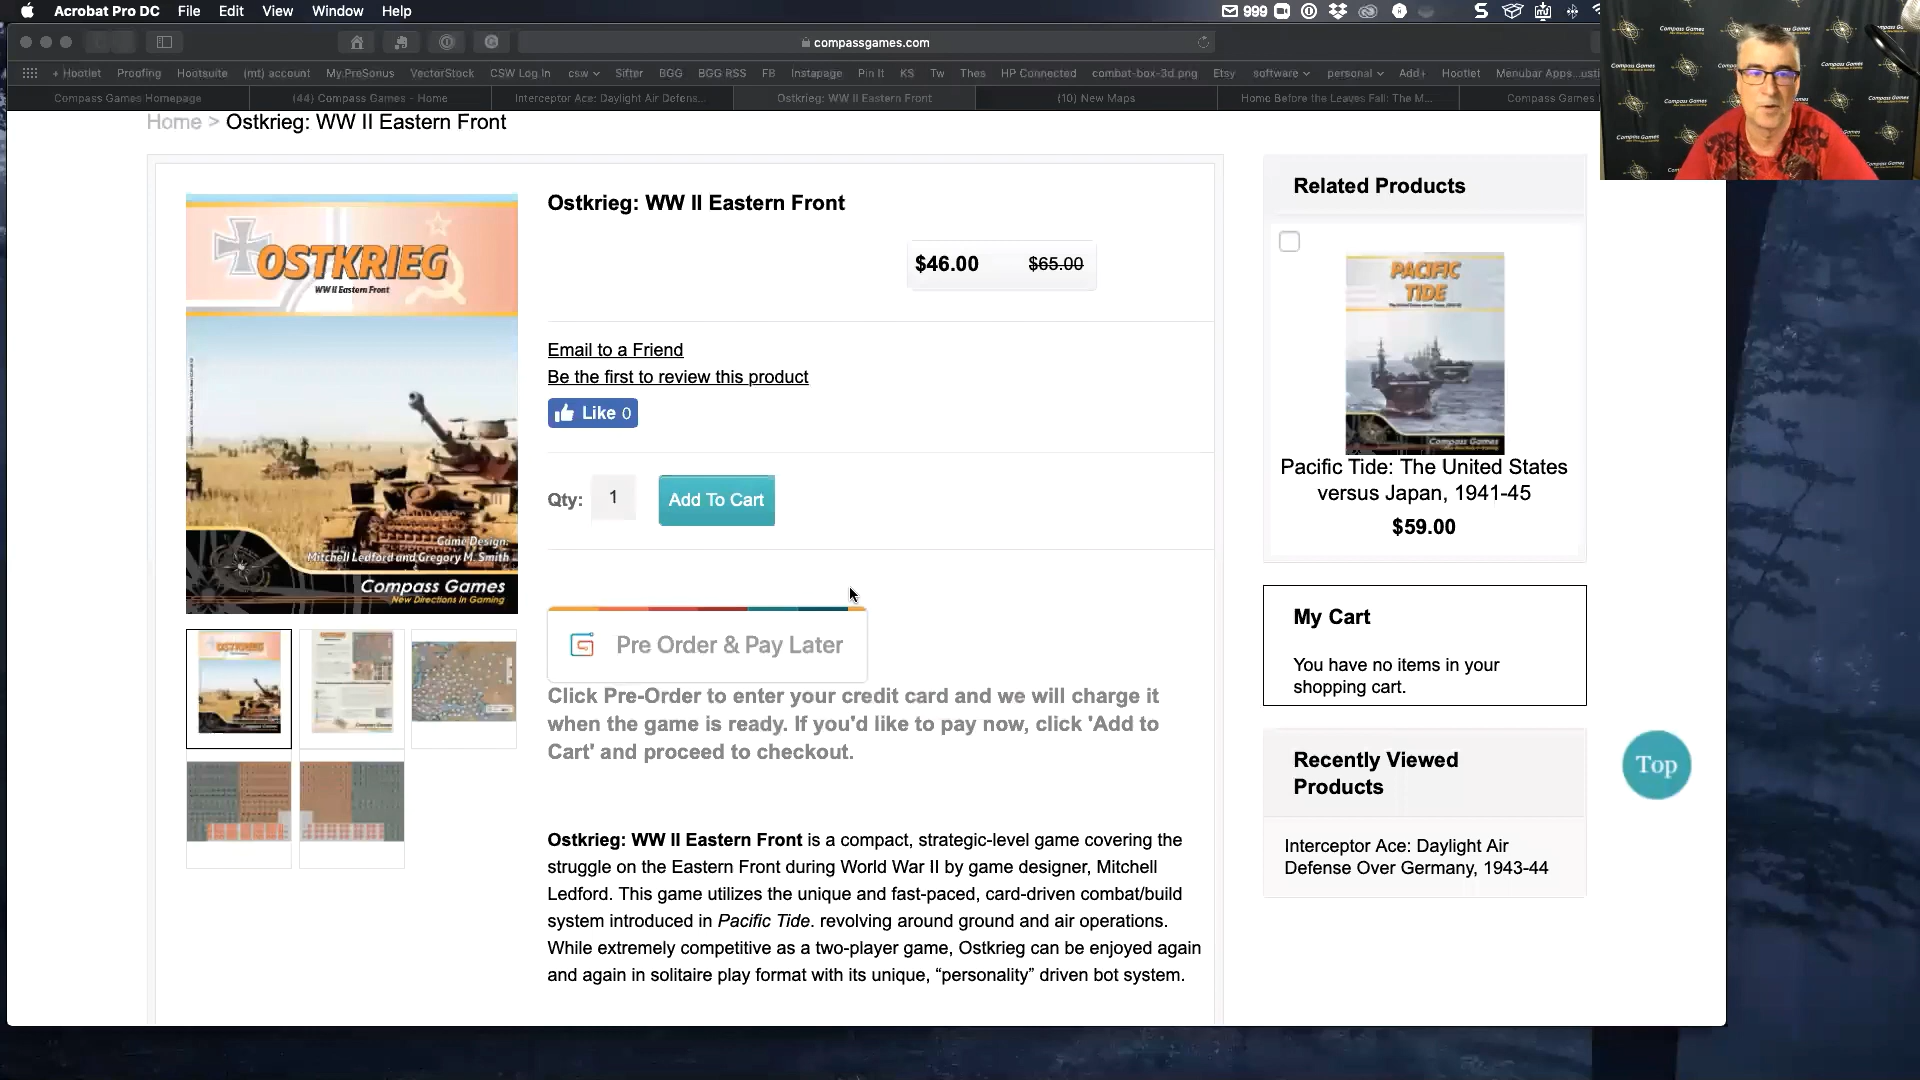 Acrobat Pro DC File Edit View Window Help
999
compassgames.com
+ Hootlet Proofing Hootsuite (mt) account My.PreSonus VectorStock CSW Log In csw Sifter BGG BGG RSS FB Instapage Pin It KS Tw Thes HP Connected combat-box-3d.png Etsy software personal Add+ Hootlet Menubar Apps...usti
Compass Games Homepage
(44) Compass Games - Home
Interceptor Ace: Daylight Air Defens...
Ostkrieg: WW II Eastern Front
(10) New Maps
Home Before the Leaves Fall: The M...
Compass Games
Home > Ostkrieg: WW II Eastern Front
OSTKRIEG
WW II Eastern Front
Game Design:
Mitchell Ledford and Gregory M. Smith
Compass Games
New Directions in Gaming
Ostkrieg: WW II Eastern Front
$46.00 $65.00
Email to a Friend
Be the first to review this product
Like 0
Qty: 1 Add To Cart
Pre Order & Pay Later
Click Pre-Order to enter your credit card and we will charge it
when the game is ready. If you'd like to pay now, click 'Add to
Cart' and proceed to checkout.
Ostkrieg: WW II Eastern Front is a compact, strategic-level game covering the
struggle on the Eastern Front during World War II by game designer, Mitchell
Ledford. This game utilizes the unique and fast-paced, card-driven combat/build
system introduced in Pacific Tide. revolving around ground and air operations.
While extremely competitive as a two-player game, Ostkrieg can be enjoyed again
and again in solitaire play format with its unique, “personality” driven bot system.
Related Products
PACIFIC
TIDE
Compass Games
Pacific Tide: The United States
versus Japan, 1941-45
$59.00
My Cart
You have no items in your
shopping cart.
Recently Viewed
Products
Interceptor Ace: Daylight Air
Defense Over Germany, 1943-44
Top
Compass Games